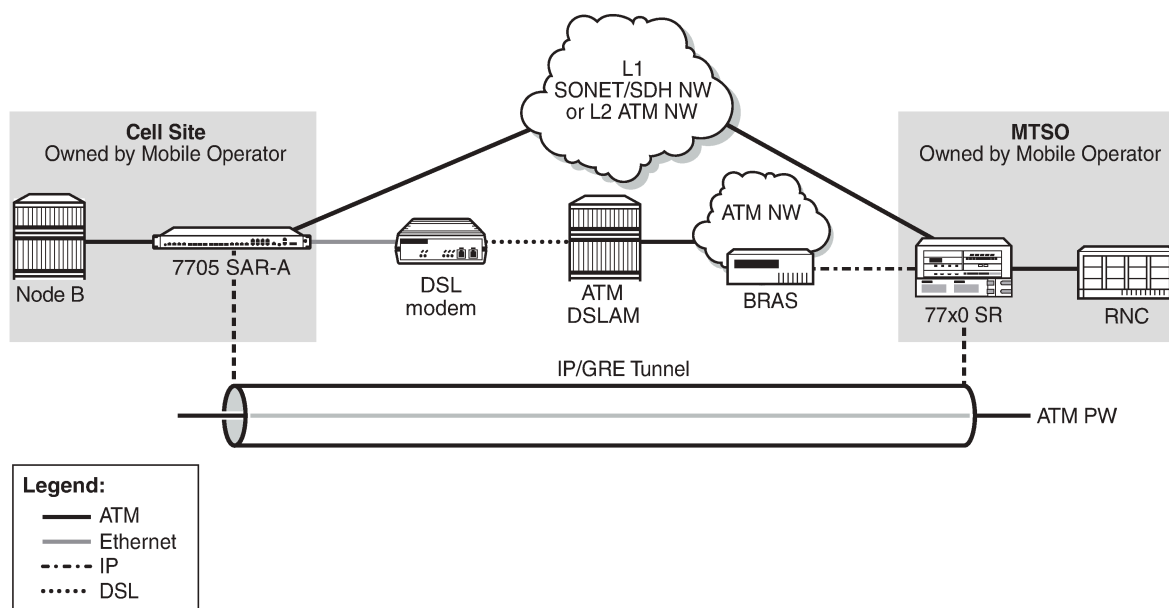 L1
SONET/SDH NW
or L2 ATM NW
Cell Site
Owned by Mobile Operator
MTSO
Owned by Mobile Operator
ATM NW
Node B
7705 SAR-A
DSL
modem
ATM
DSLAM
BRAS
77x0 SR
RNC
IP/GRE Tunnel
ATM PW
Legend:
ATM
Ethernet
IP
DSL